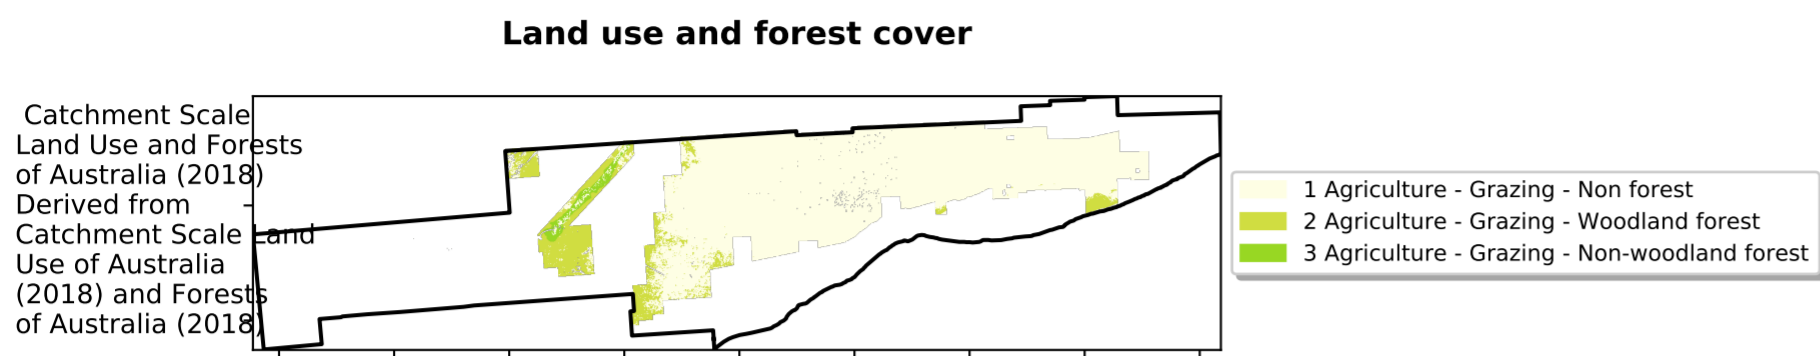 Land use and forest cover
Catchment Scale
Land Use and Forests
of Australia (2018)
Derived from
Catchment Scale Land
Use of Australia
(2018) and Forests
of Australia (2018)
1 Agriculture - Grazing - Non forest
2 Agriculture - Grazing - Woodland forest
3 Agriculture - Grazing - Non-woodland forest